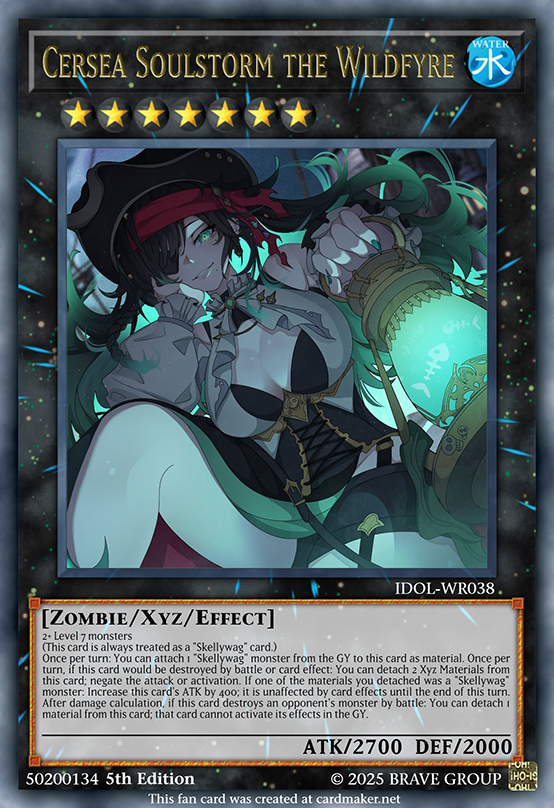 CERSEA SOULSTORM THE WILDFYRE
WATER
水
IDOL-WR038
[ZOMBIE/XYZ/EFFECT]
2+ Level 7 monsters
(This card is always treated as a "Skellywag" card.)
Once per turn: You can attach 1 "Skellywag" monster from the GY to this card as material. Once per
turn, if this card would be destroyed by battle or card effect: You can detach 2 Xyz Materials from
this card; negate the attack or activation. If one of the materials you detached was a "Skellywag"
monster: Increase this card's ATK by 400; it is unaffected by card effects until the end of this turn.
After damage calculation, if this card destroys an opponent's monster by battle: You can detach 1
material from this card; that card cannot activate its effects in the GY.
ATK/2700 DEF/2000
50200134 5th Edition
© 2025 BRAVE GROUP
This fan card was created at cardmaker.net